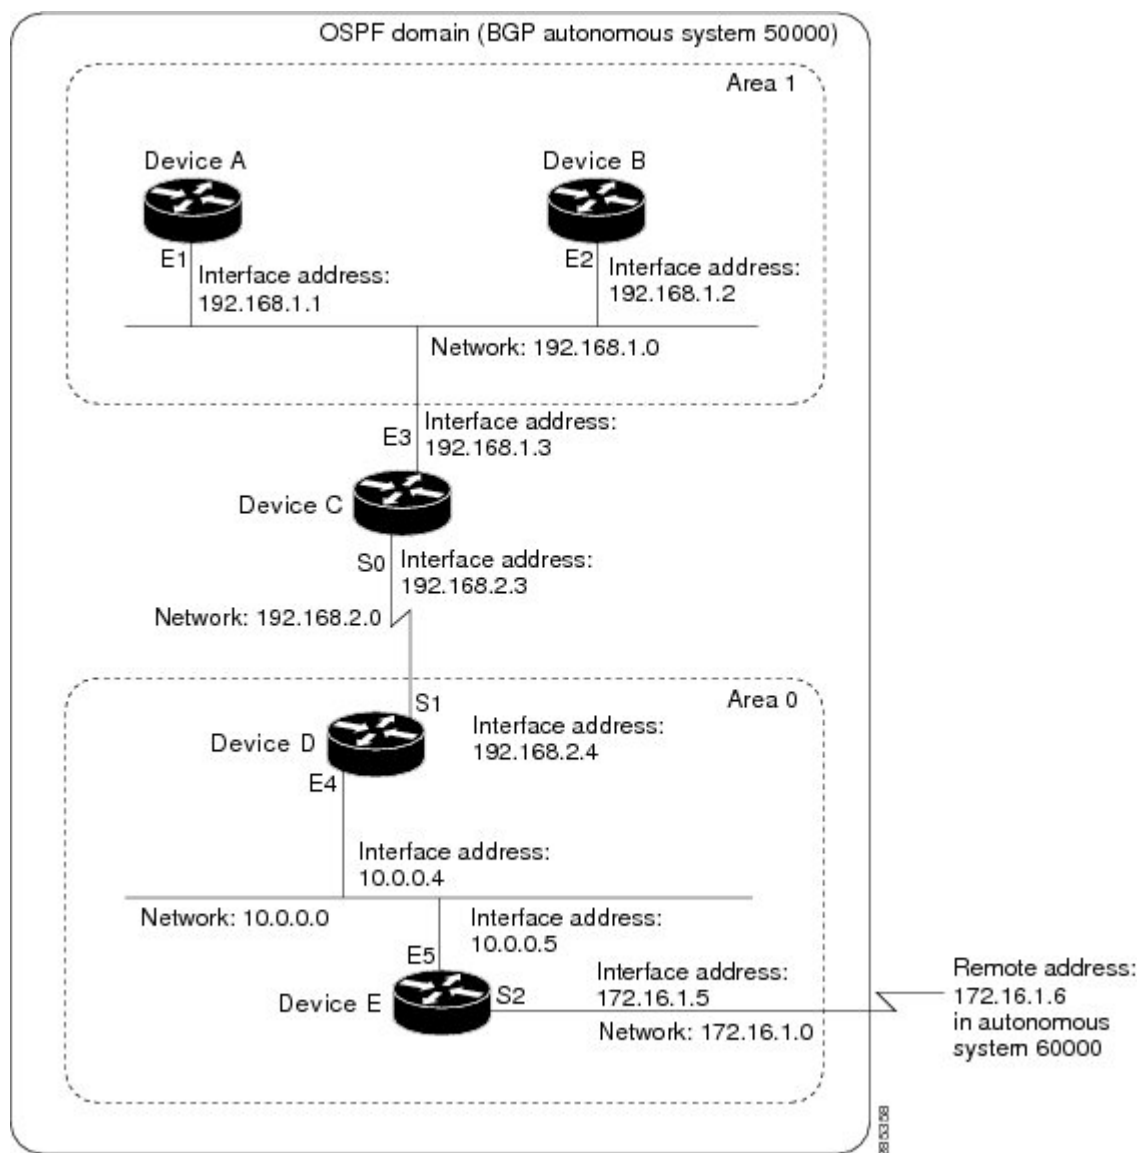 OSPF domain (BGP autonomous system 50000)
Area 1
Device A
Device B
E1
Interface address:
192.168.1.1
E2
Interface address:
192.168.1.2
Network: 192.168.1.0
E3
Interface address:
192.168.1.3
Device C
S0
Interface address:
192.168.2.3
Network: 192.168.2.0
Area 0
S1
Device D
Interface address:
192.168.2.4
E4
Interface address:
10.0.0.4
Network: 10.0.0.0
Interface address:
10.0.0.5
E5
Device E
S2
Interface address:
172.16.1.5
Network: 172.16.1.0
Remote address:
172.16.1.6
in autonomous
system 60000